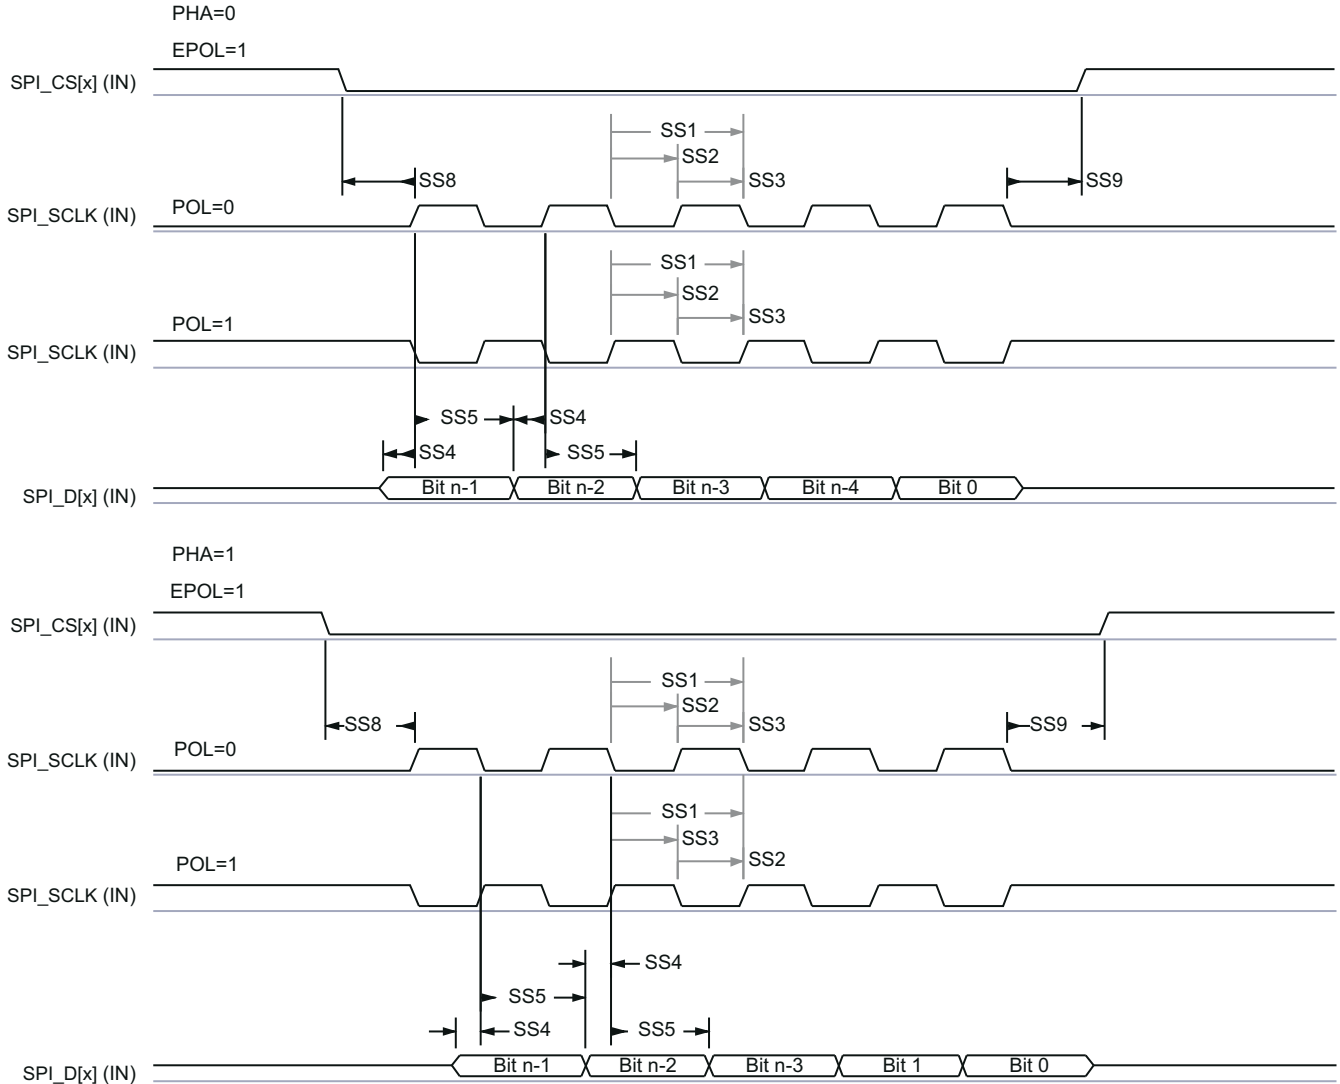 PHA=0
EPOL=1
SPI_CS[x] (IN)
SS1
SS2
SS8 SS3 SS9
POL=0
SPI_SCLK (IN)
SS1
SS2
SS3
POL=1
SPI_SCLK (IN)
SS5 SS4
SS4 SS5
SPI_D[x] (IN) Bit n-1 Bit n-2 Bit n-3 Bit n-4 Bit 0
PHA=1
EPOL=1
SPI_CS[x] (IN)
SS1
SS2
SS8 SS3 SS9
POL=0
SPI_SCLK (IN)
SS1
SS3
SS2
POL=1
SPI_SCLK (IN)
SS4
SS5
SS4 SS5
SPI_D[x] (IN) Bit n-1 Bit n-2 Bit n-3 Bit 1 Bit 0